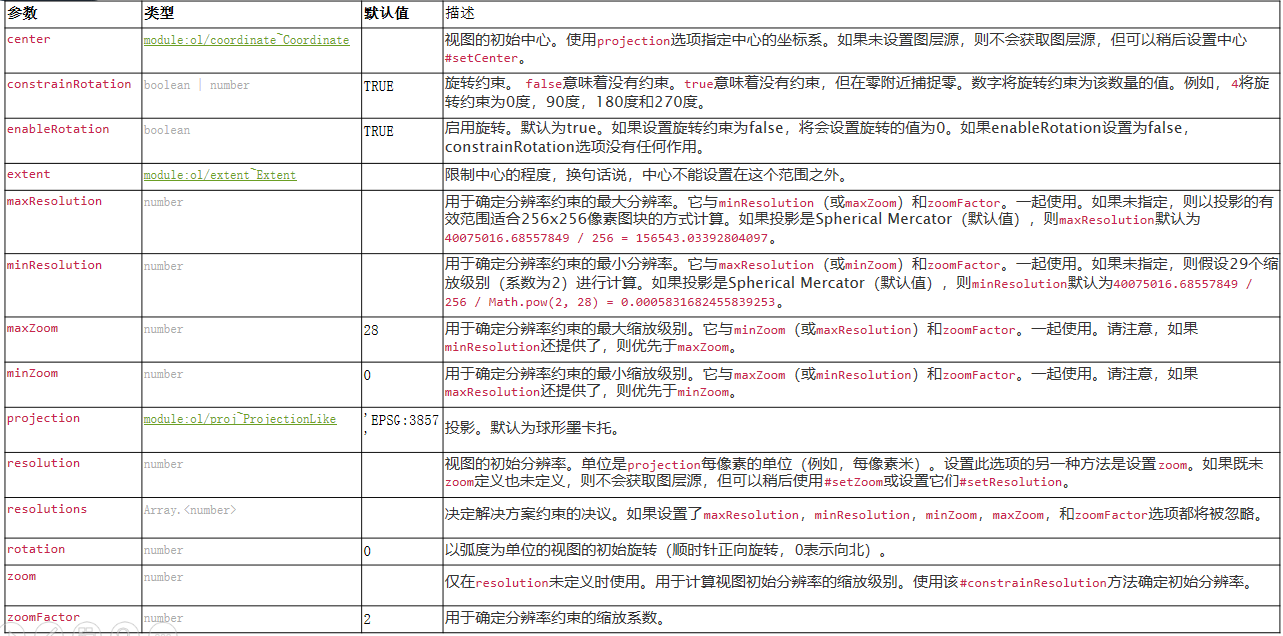 参数 类型 默认值 描述
center module:ol/coordinate~Coordinate 视图的初始中心。使用projection选项指定中心的坐标系。如果未设置图层源，则不会获取图层源，但可以稍后设置中心
#setCenter。
constrainRotation boolean | number TRUE 旋转约束。 false意味着没有约束。true意味着没有约束，但在零附近捕捉零。数字将旋转约束为该数量的值。例如， 4将旋
转约束为0度，90度，180度和270度。
enableRotation boolean TRUE 启用旋转。默认为true。如果设置旋转约束为false，将会设置旋转的值为0。如果enableRotation设置为false，
constrainRotation选项没有任何作用。
extent module:ol/extent~Extent 限制中心的程度，换句话说，中心不能设置在这个范围之外。
maxResolution number 用于确定分辨率约束的最大分辨率。它与minResolution（或maxZoom）和zoomFactor。一起使用。如果未指定，则以投影的有
效范围适合256x256像素图块的方式计算。如果投影是Spherical Mercator（默认值），则maxResolution默认为
40075016.68557849 / 256 = 156543.03392804097。
minResolution number 用于确定分辨率约束的最小分辨率。它与maxResolution（或minZoom）和zoomFactor。一起使用。如果未指定，则假设29个缩
放级别（系数为2）进行计算。如果投影是Spherical Mercator（默认值），则minResolution默认为40075016.68557849 /
256 / Math.pow(2, 28) = 0.0005831682455839253。
maxZoom number 28 用于确定分辨率约束的最大缩放级别。它与minZoom（或maxResolution）和zoomFactor。一起使用。请注意，如果
minResolution还提供了，则优先于maxZoom。
minZoom number 0 用于确定分辨率约束的最小缩放级别。它与maxZoom（或minResolution）和zoomFactor。一起使用。请注意，如果
maxResolution还提供了，则优先于minZoom。
projection module:ol/proj~ProjectionLike 'EPSG:3857
' 投影。默认为球形墨卡托。
resolution number 视图的初始分辨率。单位是projection每像素的单位（例如，每像素米）。设置此选项的另一种方法是设置zoom。如果既未
zoom定义也未定义，则不会获取图层源，但可以稍后使用#setZoom或设置它们#setResolution。
resolutions Array.<number> 决定解决方案约束的决议。如果设置了maxResolution，minResolution，minZoom，maxZoom，和zoomFactor选项都将被忽略。
rotation number 0 以弧度为单位的视图的初始旋转（顺时针正向旋转，0表示向北）。
zoom number 仅在resolution未定义时使用。用于计算视图初始分辨率的缩放级别。使用该#constrainResolution方法确定初始分辨率。
zoomFactor number 2 用于确定分辨率约束的缩放系数。